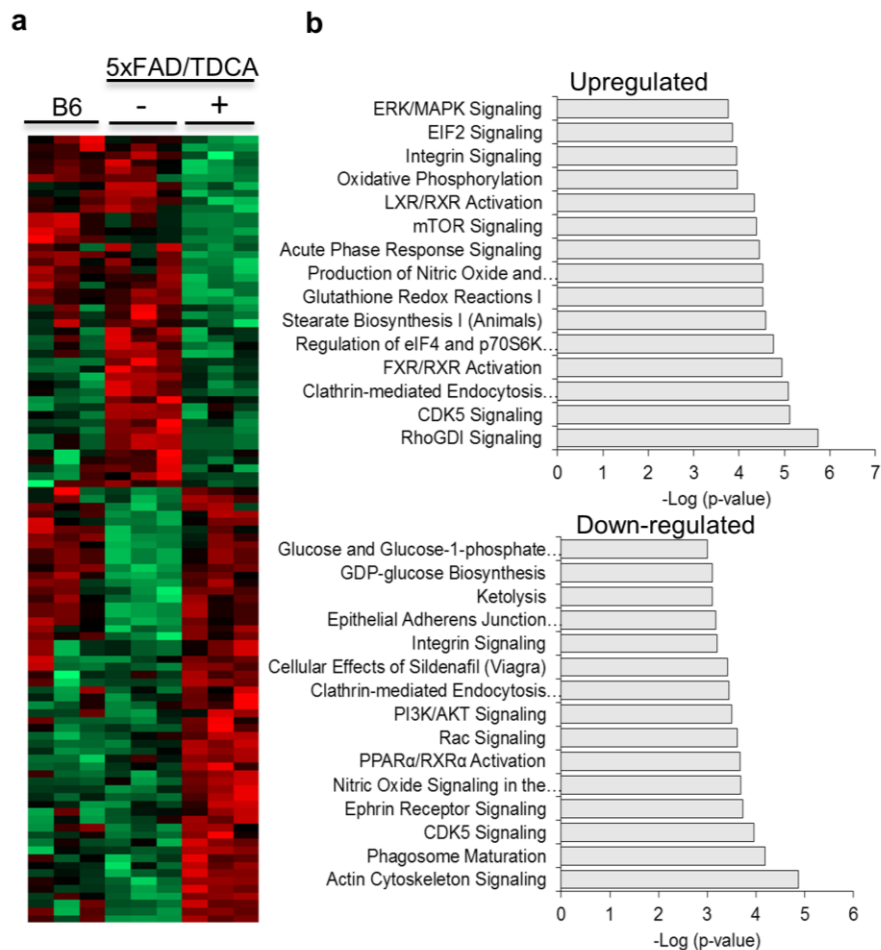 a
5xFAD/TDCA
B6
-
+
b
Upregulated
ERK/MAPK Signaling
EIF2 Signaling
Integrin Signaling
Oxidative Phosphorylation
LXR/RXR Activation
mTOR Signaling
Acute Phase Response Signaling
Production of Nitric Oxide and…
Glutathione Redox Reactions I
Stearate Biosynthesis I (Animals)
Regulation of eIF4 and p70S6K…
FXR/RXR Activation
Clathrin-mediated Endocytosis…
CDK5 Signaling
RhoGDI Signaling
0 1 2 3 4 5 6 7
-Log (p-value)
Down-regulated
Glucose and Glucose-1-phosphate…
GDP-glucose Biosynthesis
Ketolysis
Epithelial Adherens Junction…
Integrin Signaling
Cellular Effects of Sildenafil (Viagra)
Clathrin-mediated Endocytosis…
PI3K/AKT Signaling
Rac Signaling
PPARα/RXRα Activation
Nitric Oxide Signaling in the…
Ephrin Receptor Signaling
CDK5 Signaling
Phagosome Maturation
Actin Cytoskeleton Signaling
0 1 2 3 4 5 6
-Log (p-value)